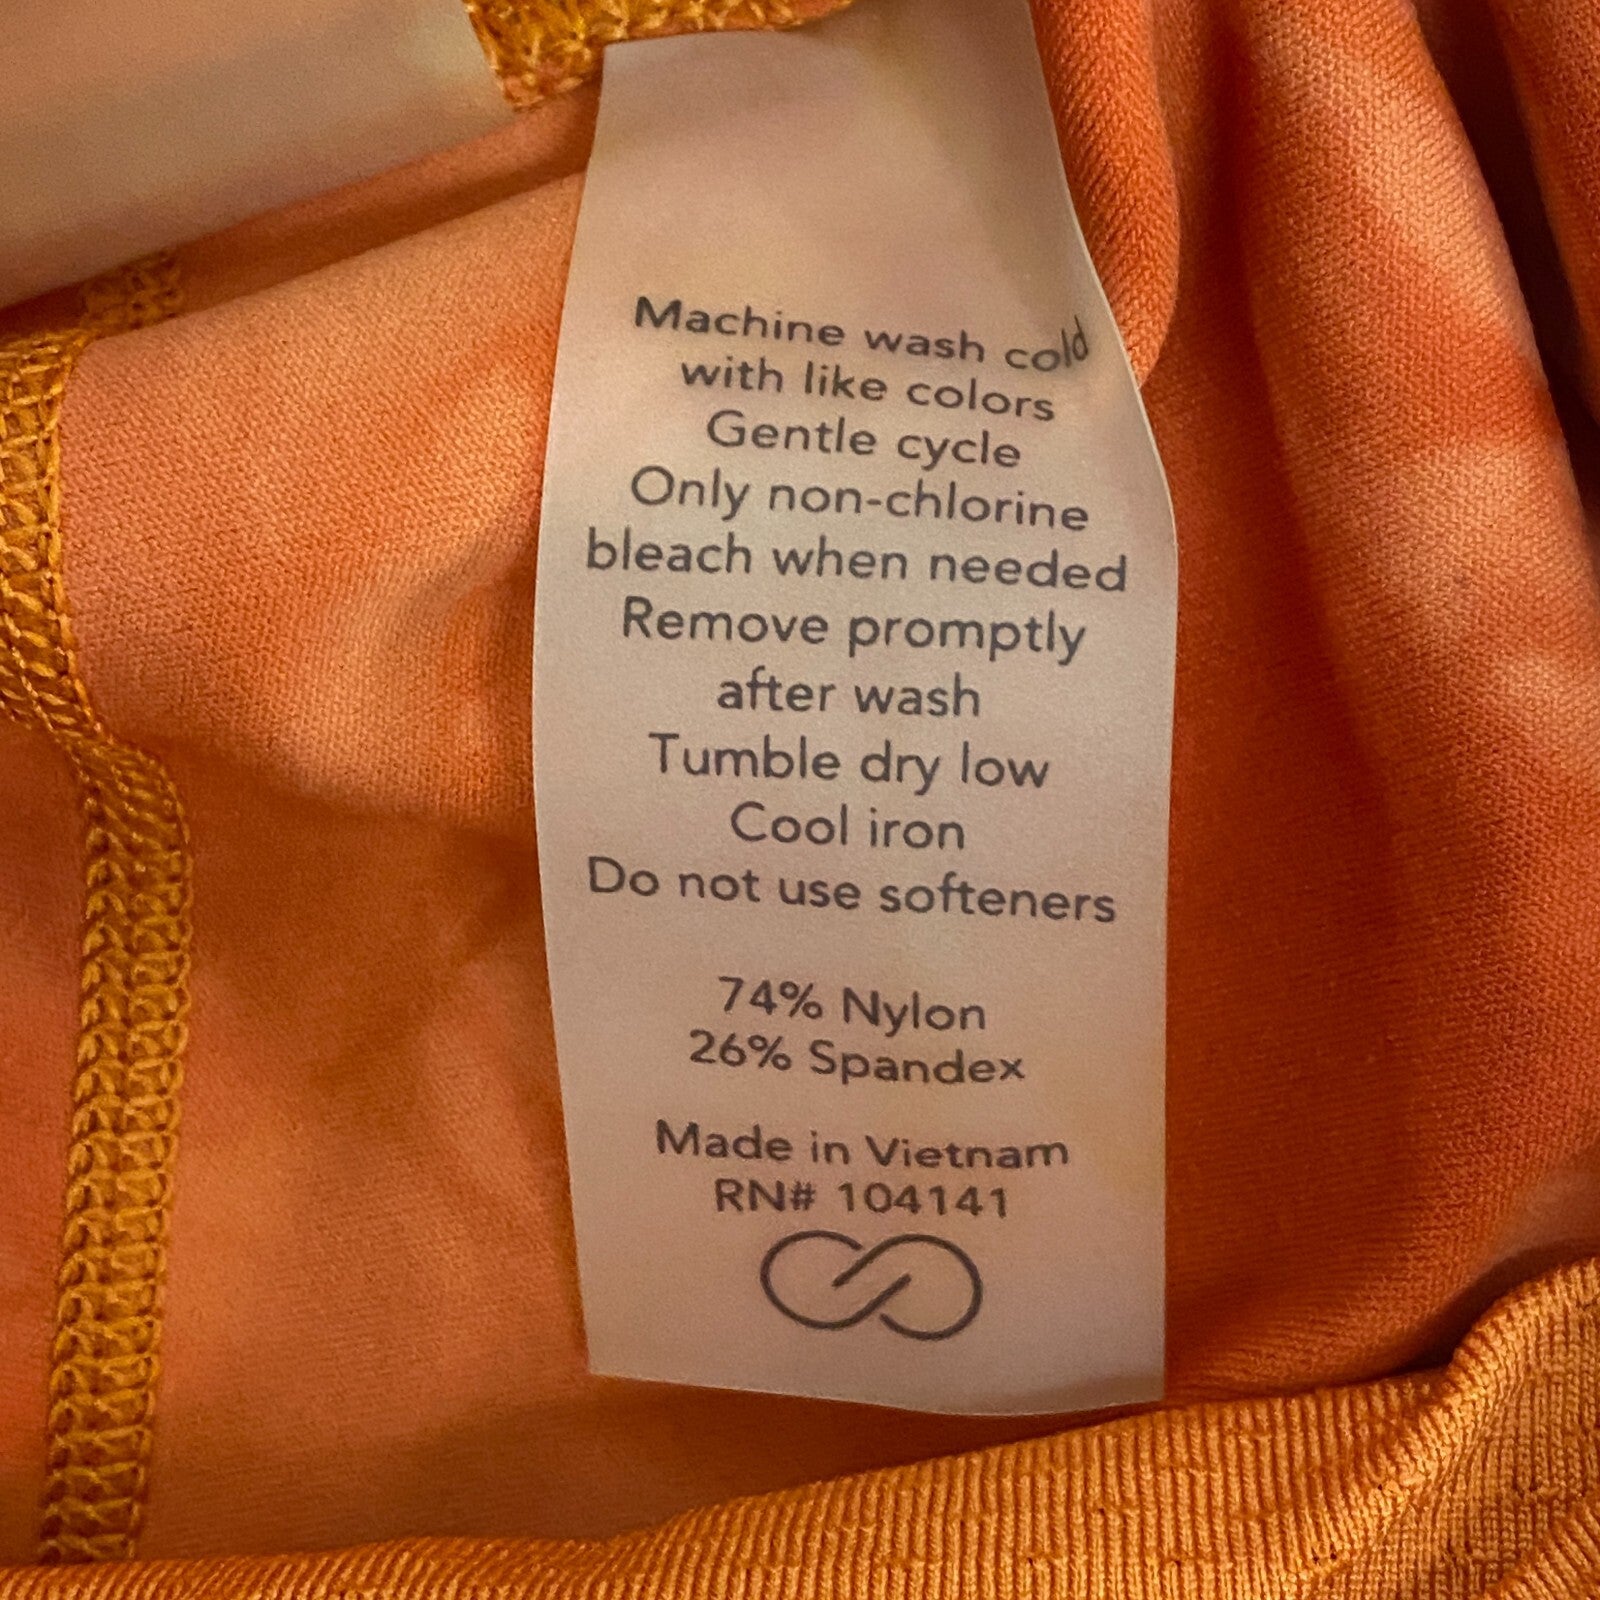 Machine wash cold
with like colors
Gentle cycle
Only non-chlorine
bleach when needed
Remove promptly
after wash
Tumble dry low
Cool iron
Do not use softeners
74% Nylon
26% Spandex
Made in Vietnam
RN# 104141